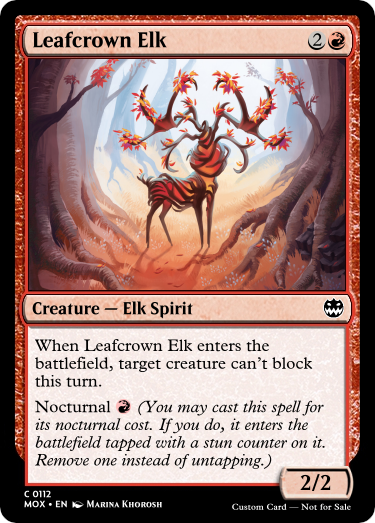 Leafcrown Elk 2
Creature — Elk Spirit
When Leafcrown Elk enters the
battlefield, target creature can't block
this turn.
Nocturnal (You may cast this spell for
its nocturnal cost. If you do, it enters the
battlefield tapped with a stun counter on it.
Remove one instead of untapping.)
2/2
C 0112
MOX • EN Marina Khorosh
Custom Card — Not for Sale